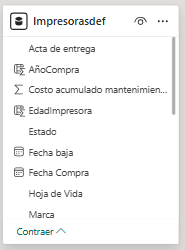 Impresorasdef
Acta de entrega
AñoCompra
Costo acumulado mantenimien...
EdadImpresora
Estado
Fecha baja
Fecha Compra
Hoja de Vida
Marca
Contraer